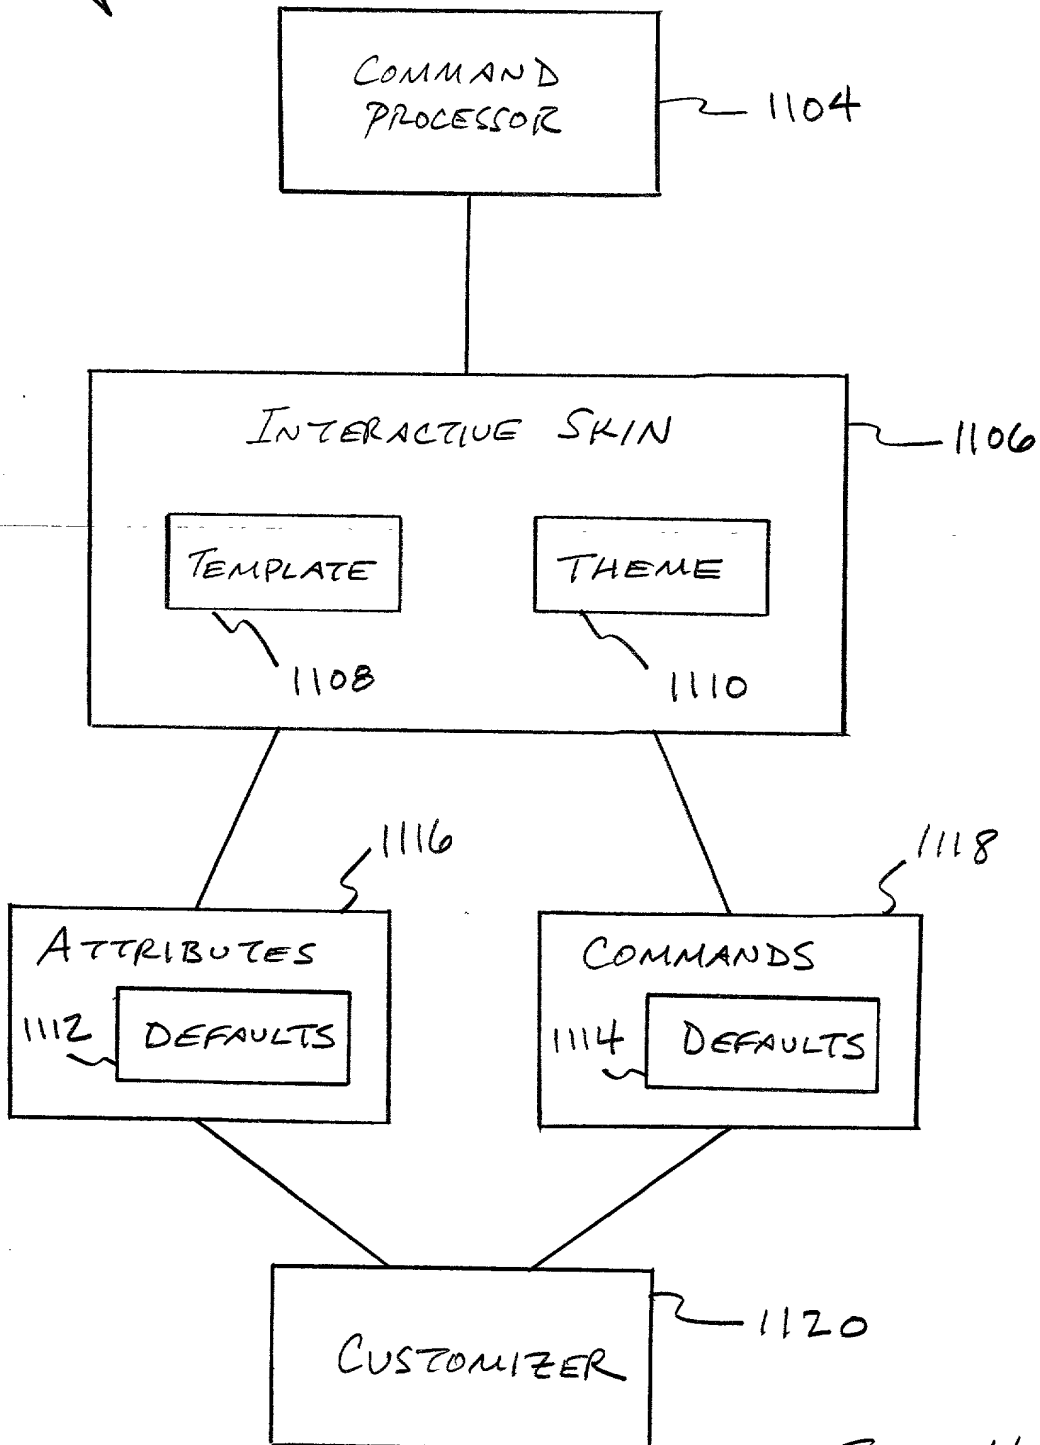 COMMAND
PROCESSOR
1104
INTERACTIVE SKIN
1106
TEMPLATE
THEME
1108
1110
1116
1118
ATTRIBUTES
COMMANDS
1112
DEFAULTS
1114
DEFAULTS
1120
CUSTOMIZER